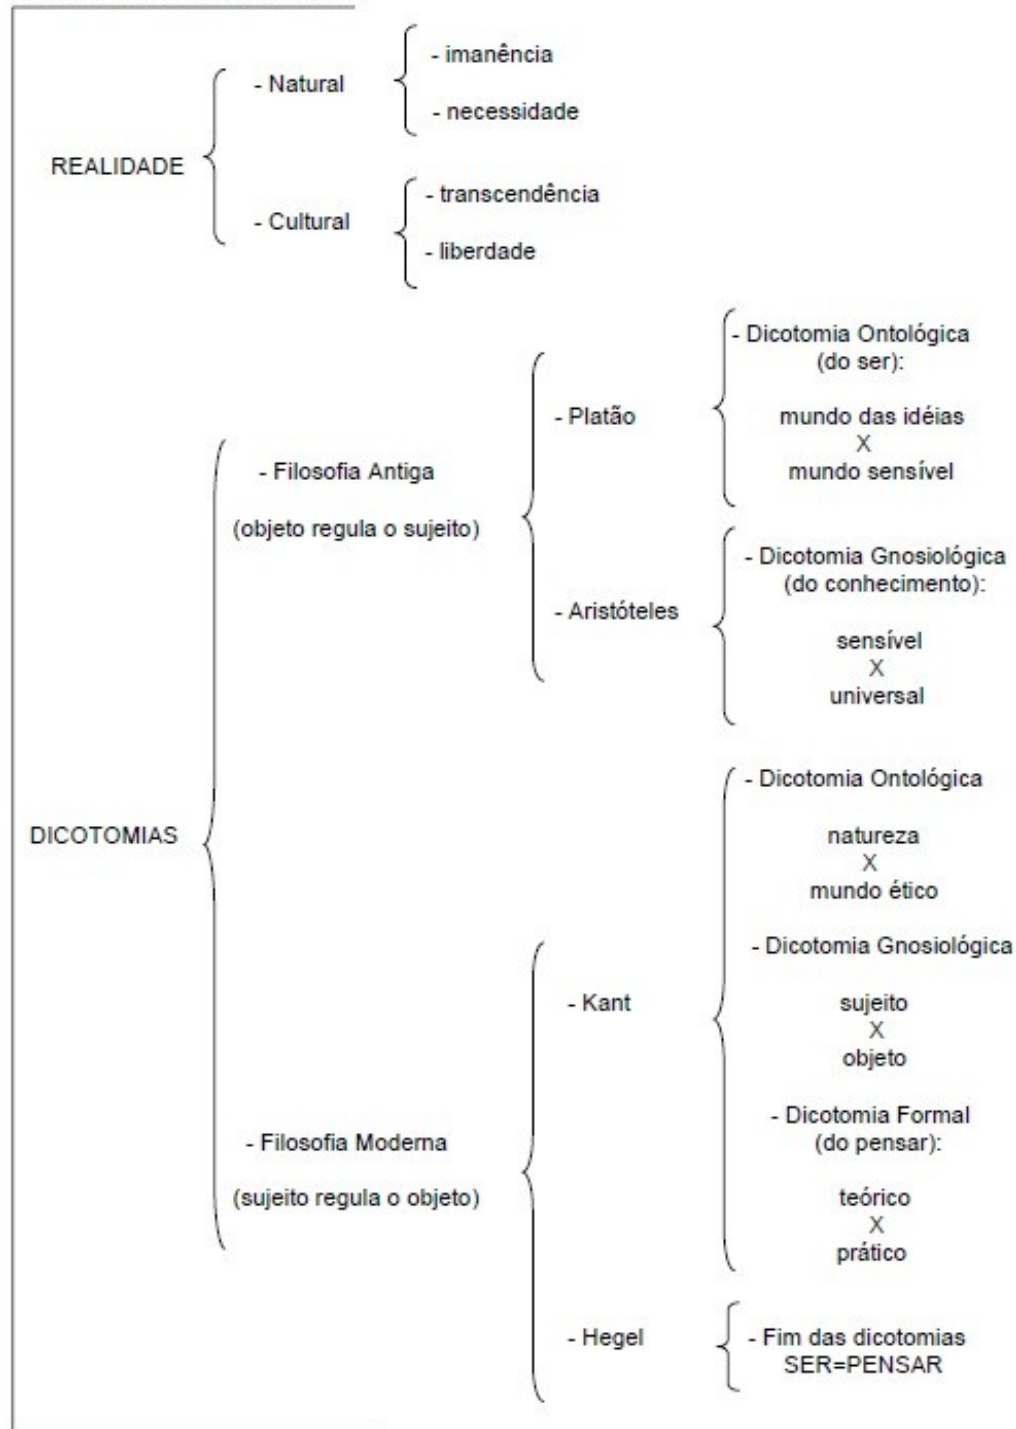 REALIDADE
- Natural
- imanência
- necessidade
- Cultural
- transcendência
- liberdade
DICOTOMIAS
- Filosofia Antiga
(objeto regula o sujeito)
- Platão
- Dicotomia Ontológica
(do ser):
mundo das idéias
X
mundo sensível
- Aristóteles
- Dicotomia Gnosiológica
(do conhecimento):
sensível
X
universal
- Filosofia Moderna
(sujeito regula o objeto)
- Kant
- Dicotomia Ontológica
natureza
X
mundo ético
- Dicotomia Gnosiológica
sujeito
X
objeto
- Dicotomia Formal
(do pensar):
teórico
X
prático
- Hegel
- Fim das dicotomias
SER=PENSAR